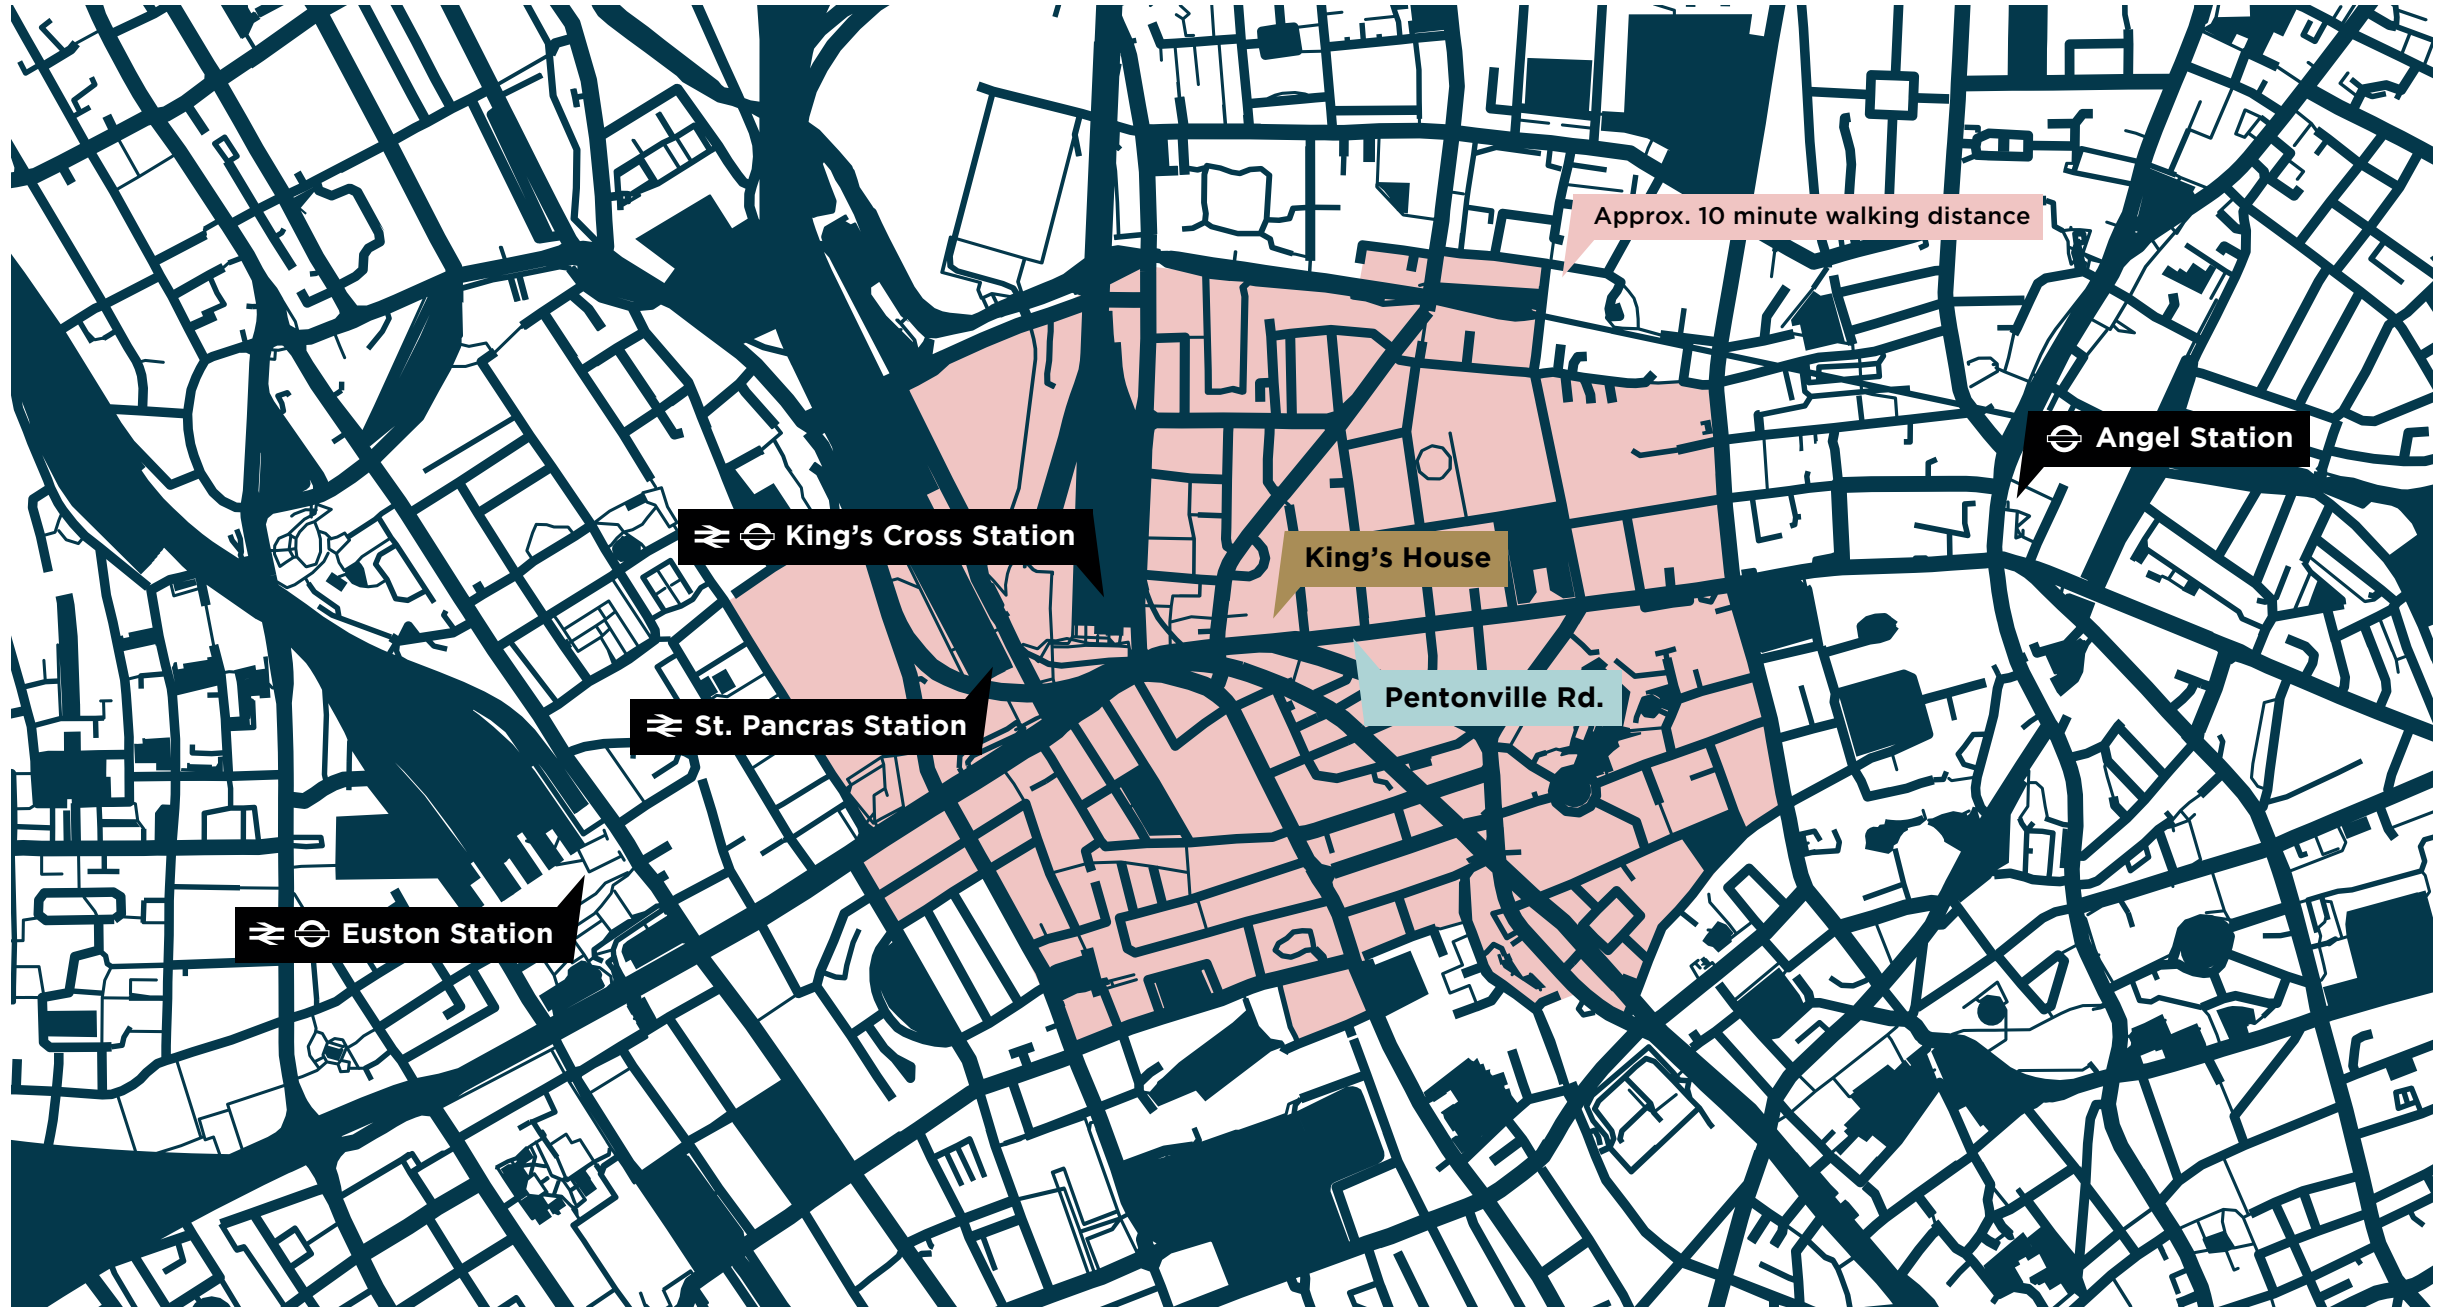 Approx. 10 minute walking distance
Angel Station
King’s Cross Station
King’s House
Pentonville Rd.
St. Pancras Station
Euston Station